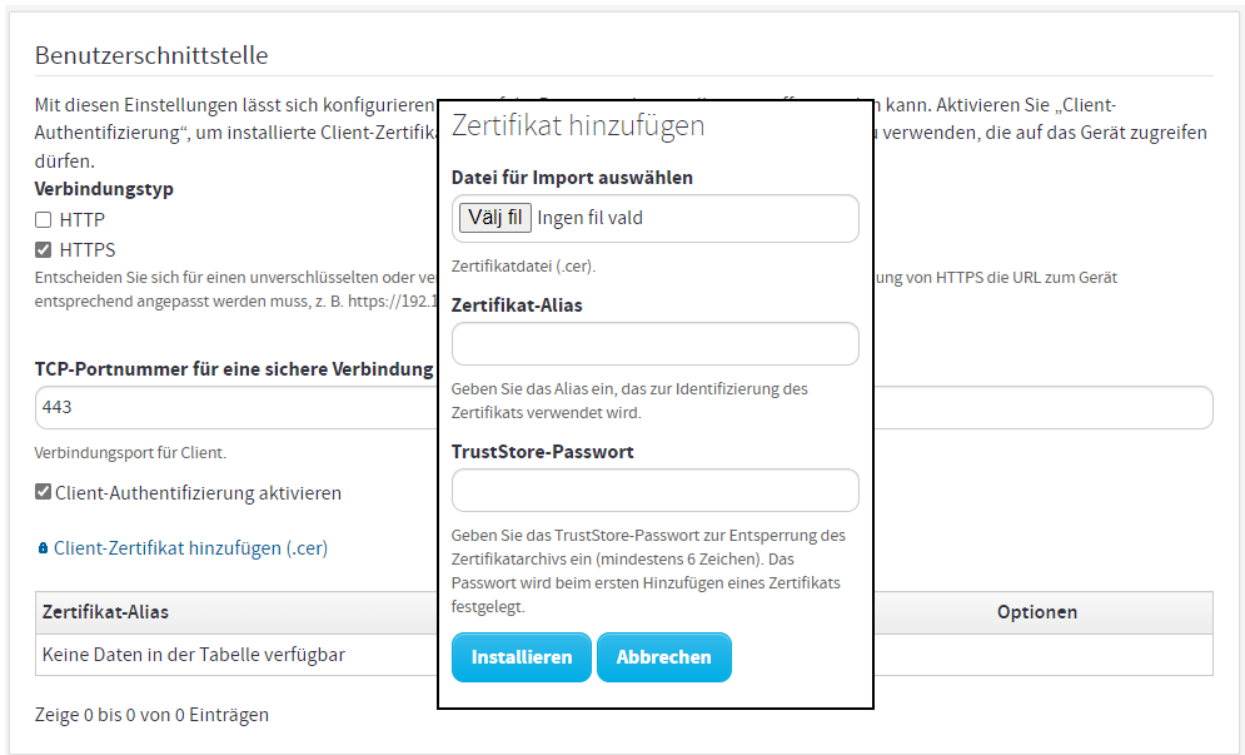 Benutzerschnittstelle
Mit diesen Einstellungen lässt sich konfigurieren kann. Aktivieren Sie „Client-
Authentifizierung“, um installierte verwenden, die auf das Gerät zugreifen
dürfen.
Verbindungstyp
HTTP
HTTPS
Entscheiden Sie sich für einen unverschlüsselten oder von HTTPS die URL zum Gerät
entsprechend angepasst werden muss, z. B. https://192.1
TCP-Portnummer für eine sichere Verbindung
443
Verbindungsport für Client.
Client-Authentifizierung aktivieren
Client-Zertifikat hinzufügen (.cer)
Zertifikat-Alias Optionen
Keine Daten in der Tabelle verfügbar
Zeige 0 bis 0 von 0 Einträgen
Zertifikat hinzufügen
Datei für Import auswählen
Välj fil Ingen fil vald
Zertifikatdatei (.cer).
Zertifikat-Alias
Geben Sie das Alias ein, das zur Identifizierung des
Zertifikats verwendet wird.
TrustStore-Passwort
Geben Sie das TrustStore-Passwort zur Entsperrung des
Zertifikatarchivs ein (mindestens 6 Zeichen). Das
Passwort wird beim ersten Hinzufügen eines Zertifikats
festgelegt.
Installieren Abbrechen